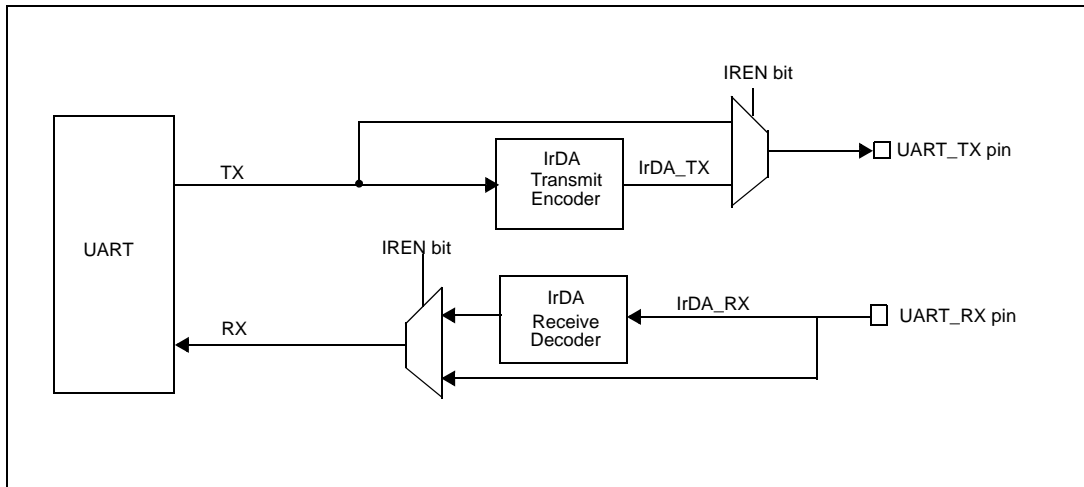 IREN bit
TX
IrDA
Transmit
Encoder
IrDA_TX
UART_TX pin
UART
IREN bit
RX
IrDA
Receive
Decoder
IrDA_RX
UART_RX pin